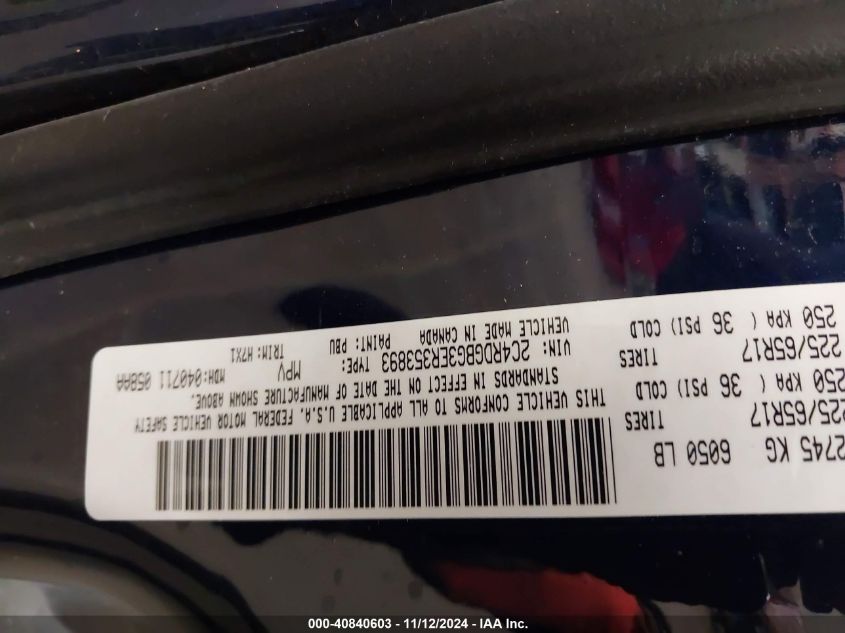 2745 KG 6050 LB
225/65R17 TIRES
250 KPA ( 36 PSI) COLD
225/65R17 TIRES
250 KPA ( 36 PSI) COLD
THIS VEHICLE CONFORMS TO ALL APPLICABLE U.S.A. FEDERAL MOTOR VEHICLE SAFETY
STANDARDS IN EFFECT ON THE DATE OF MANUFACTURE SHOWN ABOVE.
VIN: 2C4RDGBG3ER353893 TYPE: MPV MDH:040711 058AA
VEHICLE MADE IN CANADA PAINT: PBU TRIM: H7X1
000-40840603 - 11/12/2024 - IAA Inc.